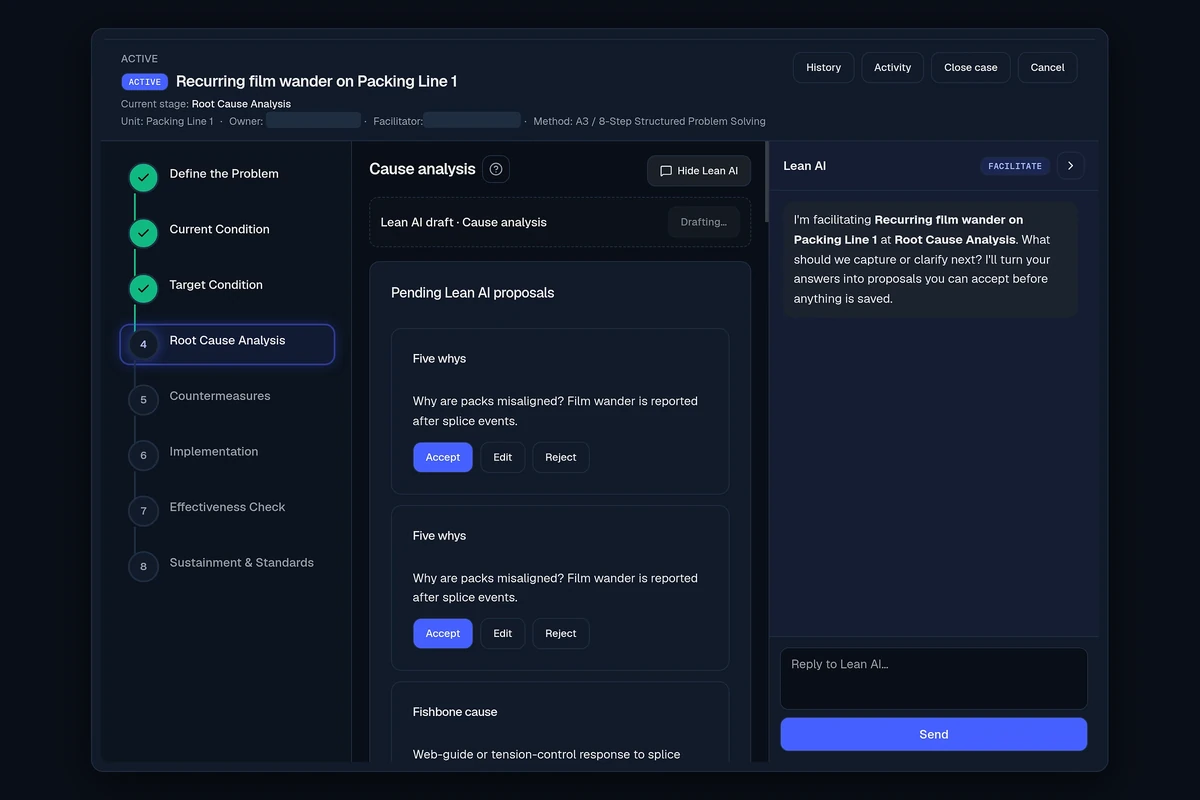 ACTIVE
ACTIVE Recurring film wander on Packing Line 1
Current stage: Root Cause Analysis
Unit: Packing Line 1 · Owner: · Facilitator: · Method: A3 / 8-Step Structured Problem Solving
History
Activity
Close case
Cancel
Define the Problem
Current Condition
Target Condition
4 Root Cause Analysis
5 Countermeasures
6 Implementation
7 Effectiveness Check
8 Sustainment & Standards
Cause analysis ?
Hide Lean AI
Lean AI draft · Cause analysis
Drafting…
Pending Lean AI proposals
Five whys
Why are packs misaligned? Film wander is reported
after splice events.
Accept Edit Reject
Five whys
Why are packs misaligned? Film wander is reported
after splice events.
Accept Edit Reject
Fishbone cause
Web-guide or tension-control response to splice
Lean AI
FACILITATE
I'm facilitating Recurring film wander on
Packing Line 1 at Root Cause Analysis. What
should we capture or clarify next? I'll turn your
answers into proposals you can accept before
anything is saved.
Reply to Lean AI…
Send